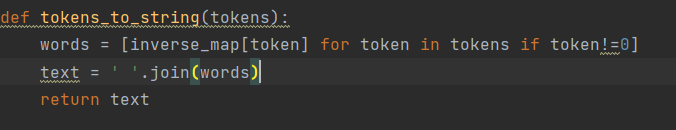 def tokens_to_string(tokens):
    words = [inverse_map[token] for token in tokens if token!=0]
    text = ' '.join(words)
    return text